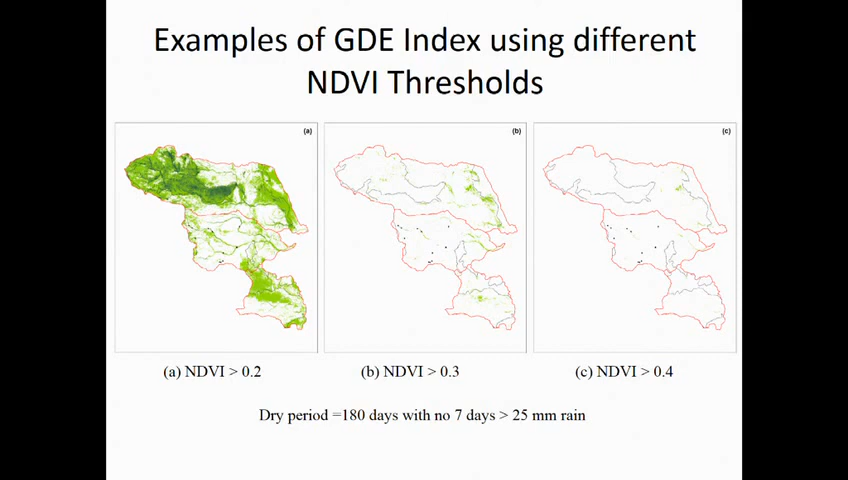 Examples of GDE Index using different
NDVI Thresholds
(a)
(b)
(c)
(a) NDVI > 0.2
(b) NDVI > 0.3
(c) NDVI > 0.4
Dry period =180 days with no 7 days > 25 mm rain